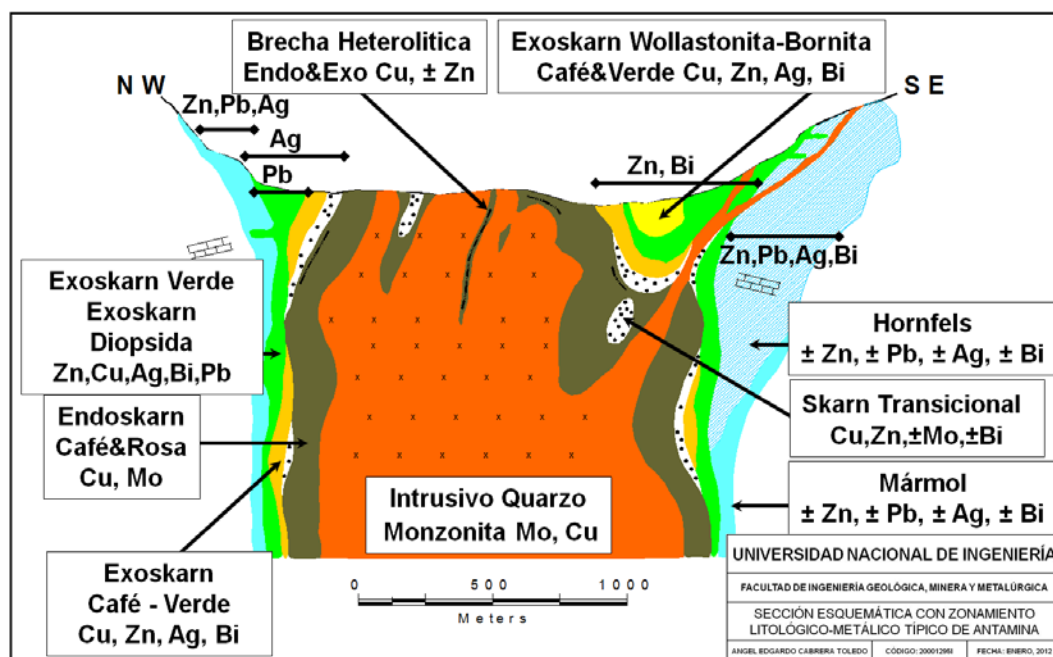 Brecha Heterolitica
Endo&Exo Cu, ± Zn
Exoskarn Wollastonita-Bornita
Café&Verde Cu, Zn, Ag, Bi
N W
S E
Zn,Pb,Ag
Ag
Pb
Zn, Bi
Zn,Pb,Ag,Bi
Exoskarn Verde
Exoskarn
Diopsida
Zn,Cu,Ag,Bi,Pb
Endoskarn
Café&Rosa
Cu, Mo
Exoskarn
Café - Verde
Cu, Zn, Ag, Bi
Intrusivo Quarzo
Monzonita Mo, Cu
Hornfels
± Zn, ± Pb, ± Ag, ± Bi
Skarn Transicional
Cu,Zn,±Mo,±Bi
Mármol
± Zn, ± Pb, ± Ag, ± Bi
0 500 1000
Meters
UNIVERSIDAD NACIONAL DE INGENIERÍA
FACULTAD DE INGENIERÍA GEOLÓGICA, MINERA Y METALÚRGICA
SECCIÓN ESQUEMÁTICA CON ZONAMIENTO
LITOLÓGICO-METÁLICO TÍPICO DE ANTAMINA
ANGEL EDGARDO CABRERA TOLEDO CÓDIGO: 20001295I FECHA: ENERO, 2012